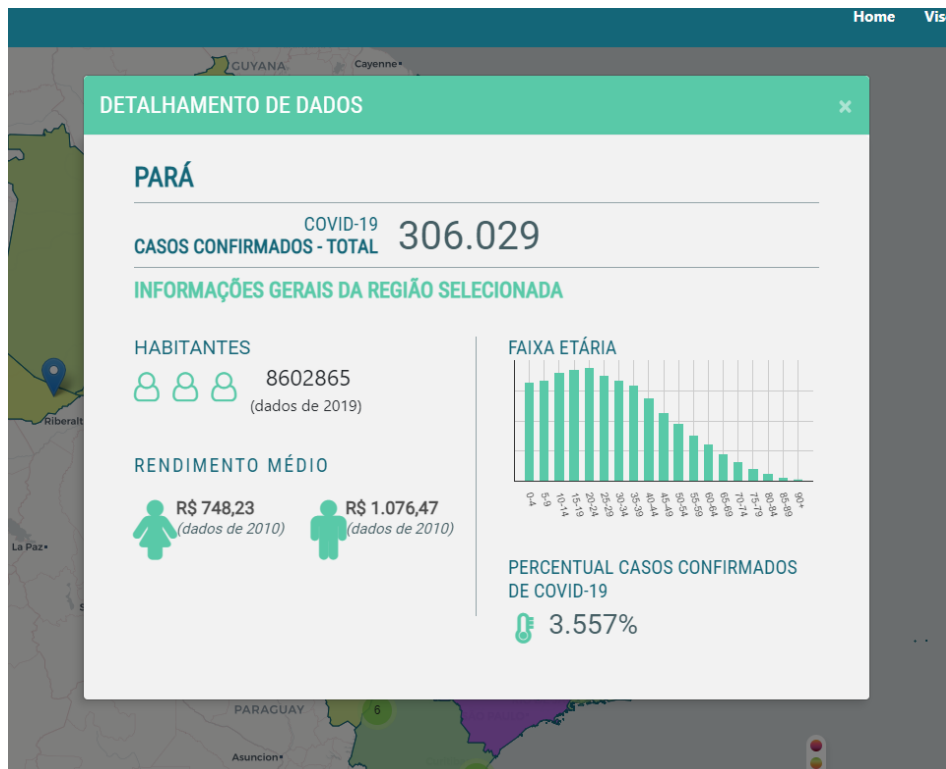 Home
GUYANA
Cayenne
DETALHAMENTO DE DADOS
×
PARÁ
COVID-19
CASOS CONFIRMADOS - TOTAL
306.029
INFORMAÇÕES GERAIS DA REGIÃO SELECIONADA
HABITANTES
8602865
(dados de 2019)
RENDIMENTO MÉDIO
R$ 748,23
(dados de 2010)
R$ 1.076,47
(dados de 2010)
FAIXA ETÁRIA
0-4 5-9 10-14 15-19 20-24 25-29 30-34 35-39 40-44 45-49 50-54 55-59 60-64 65-69 70-74 75-79 80-84 85-89 90+
PERCENTUAL CASOS CONFIRMADOS
DE COVID-19
3.557%
Riberalt
La Paz
PARAGUAY
6
Asuncion